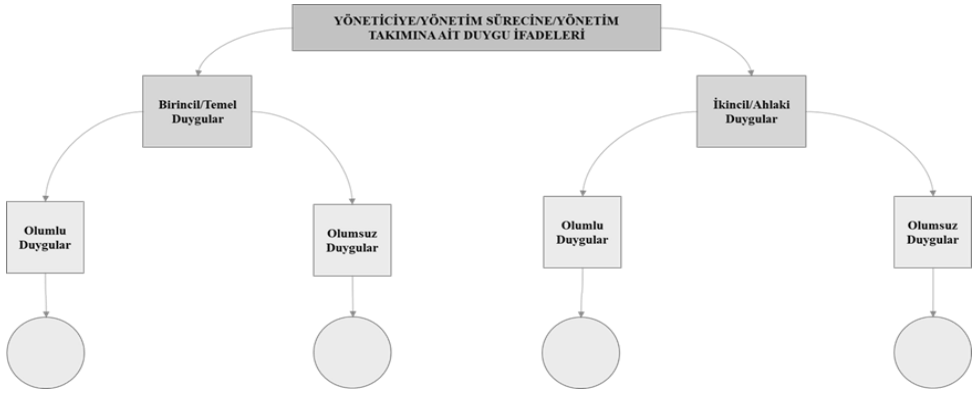 YÖNETİCİYE/YÖNETİM SÜRECİNE/YÖNETİM
TAKIMINA AİT DUYGU İFADELERİ
Birincil/Temel
Duygular
İkincil/Ahlaki
Duygular
Olumlu
Duygular
Olumsuz
Duygular
Olumlu
Duygular
Olumsuz
Duygular